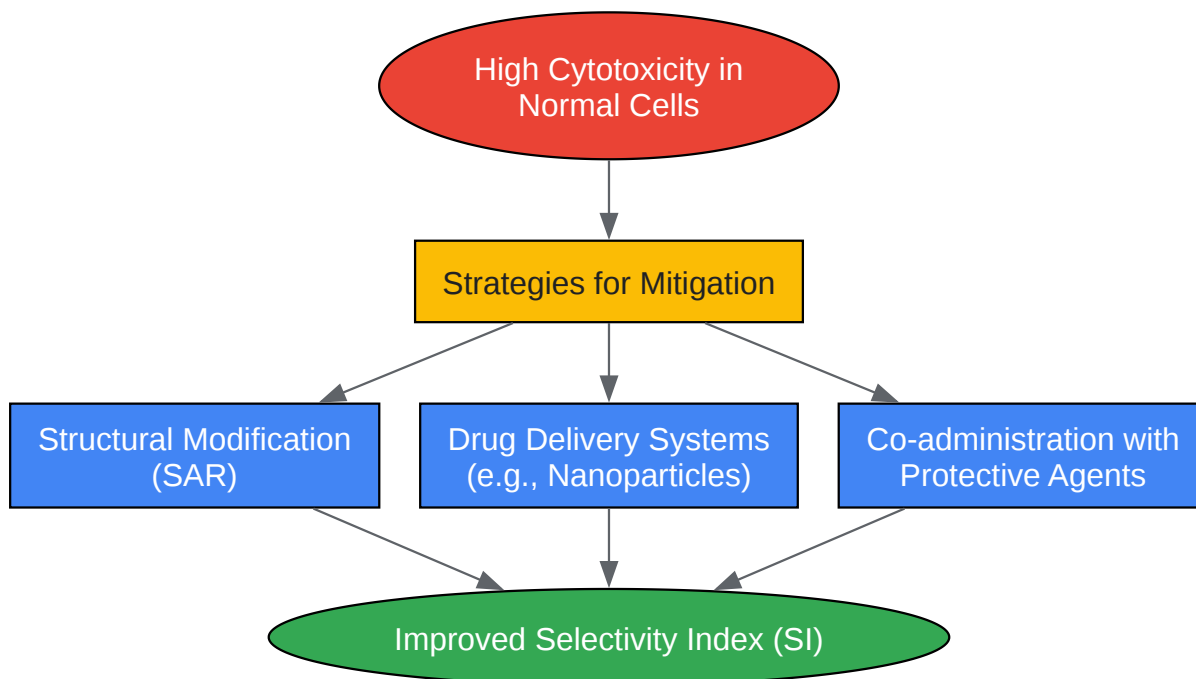 High Cytotoxicity in
Normal Cells
Strategies for Mitigation
Structural Modification
(SAR)
Drug Delivery Systems
(e.g., Nanoparticles)
Co-administration with
Protective Agents
Improved Selectivity Index (SI)